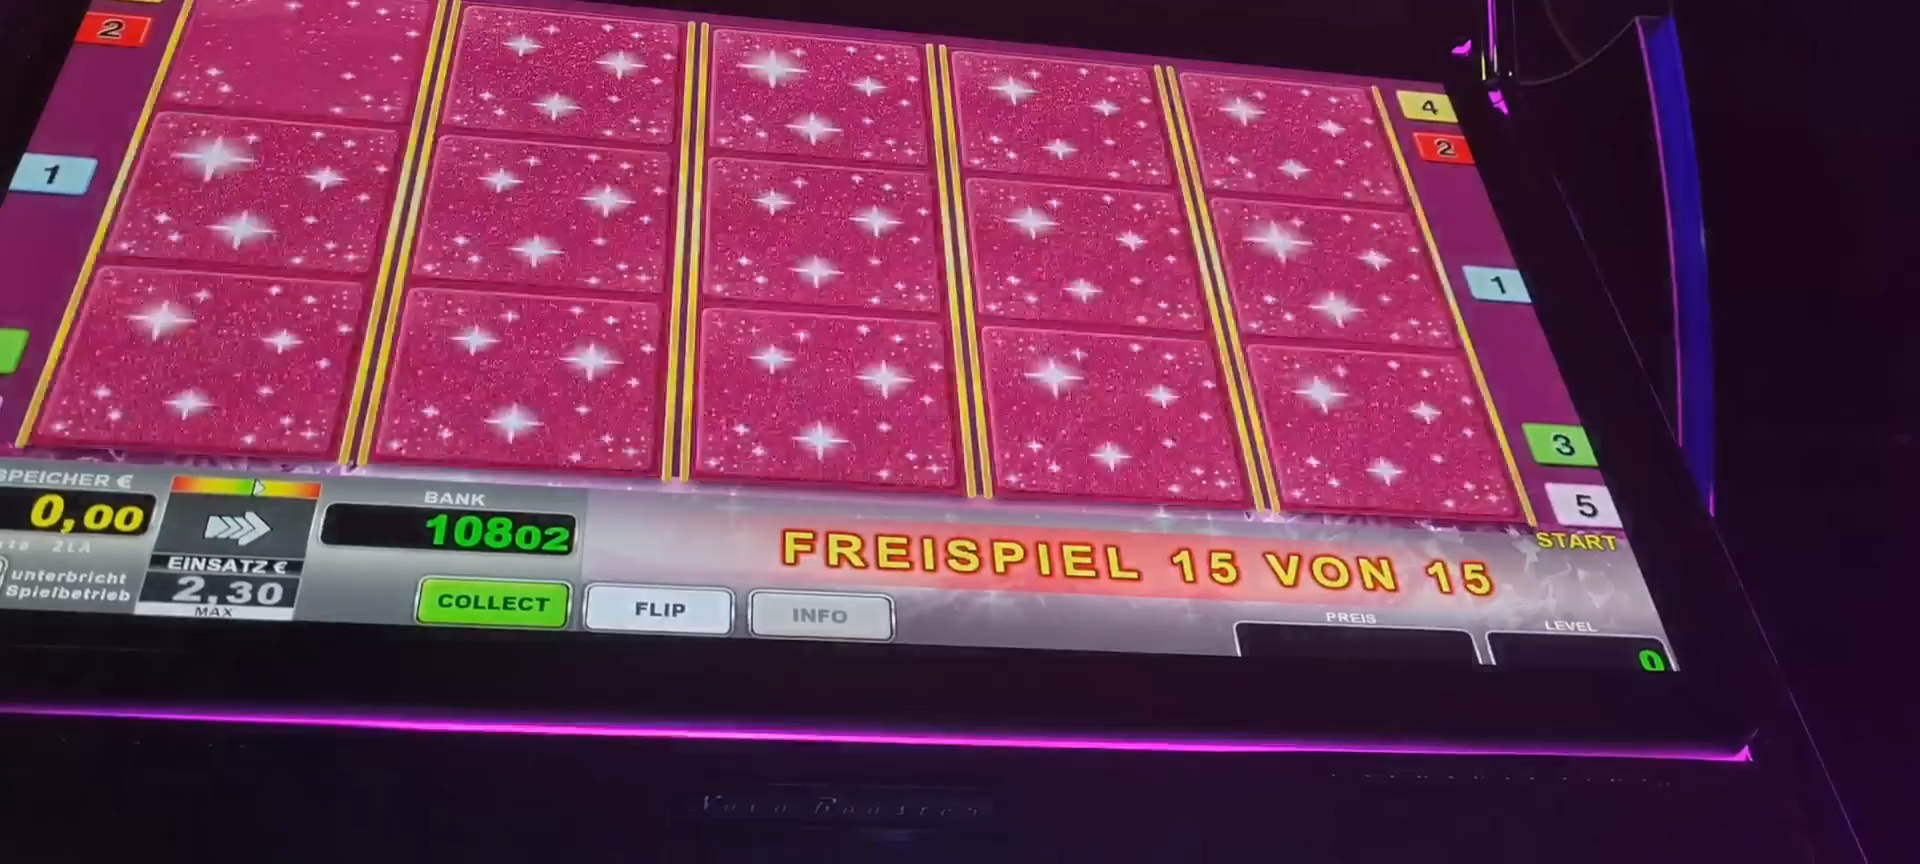 2
4
2
1
1
3
5
SPEICHER €
0,00
BANK
10802
FREISPIEL 15 VON 15
START
EINSATZ €
2,30
MAX
unterbricht
Spielbetrieb
COLLECT
FLIP
INFO
PREIS
LEVEL
0